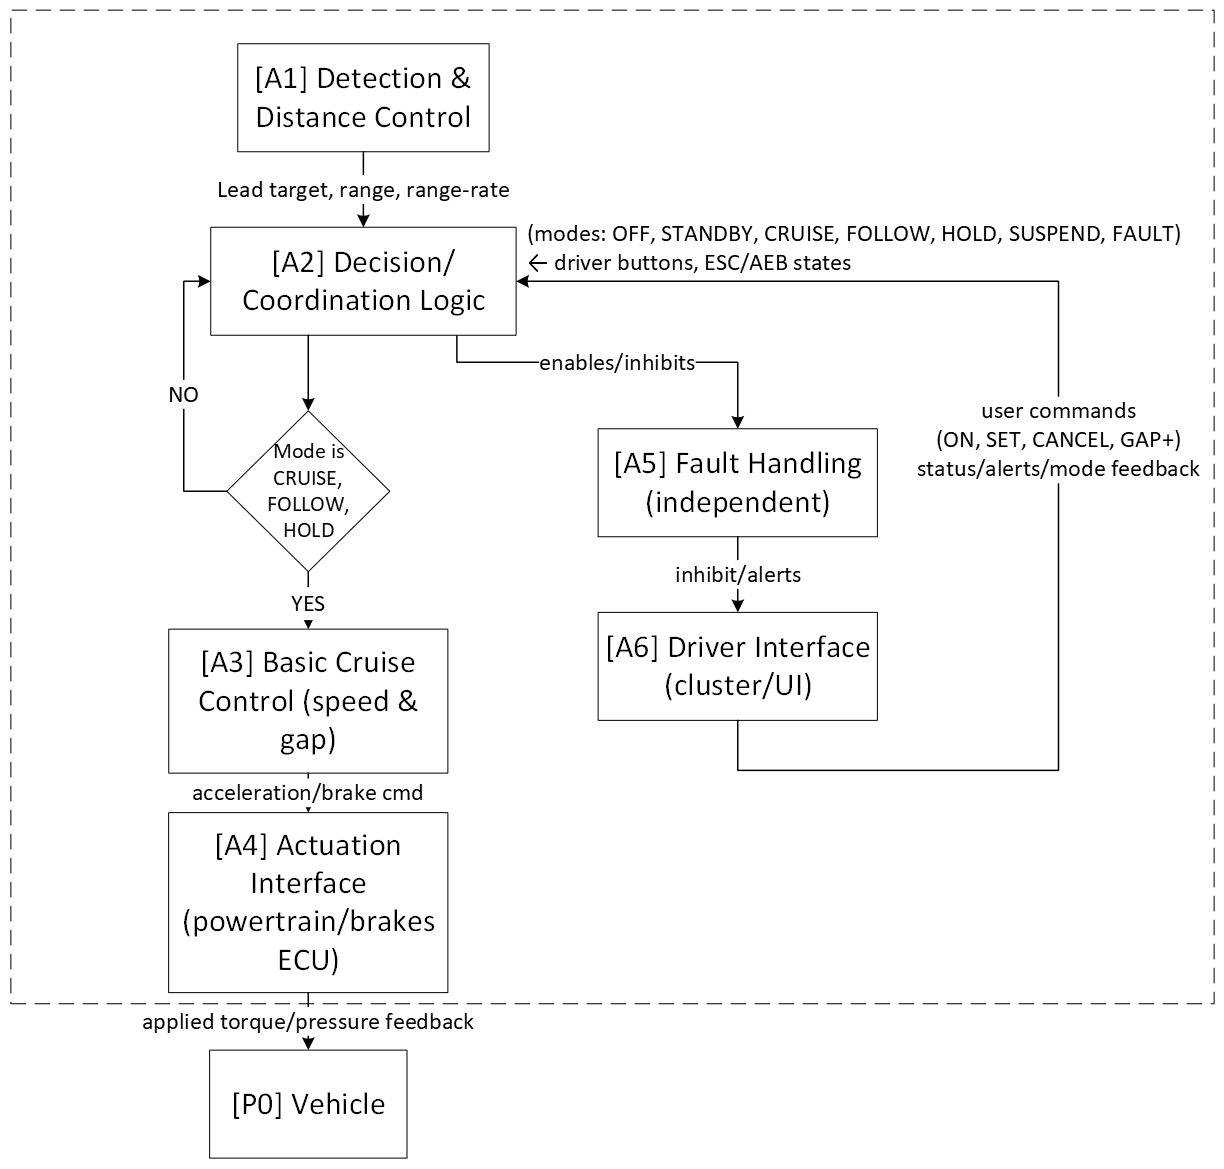 [A1] Detection &
Distance Control
Lead target, range, range-rate
(modes: OFF, STANDBY, CRUISE, FOLLOW, HOLD, SUSPEND, FAULT)
← driver buttons, ESC/AEB states
[A2] Decision/
Coordination Logic
enables/inhibits
NO
user commands
(ON, SET, CANCEL, GAP+)
status/alerts/mode feedback
Mode is
CRUISE,
FOLLOW,
HOLD
[A5] Fault Handling
(independent)
inhibit/alerts
YES
[A6] Driver Interface
(cluster/UI)
[A3] Basic Cruise
Control (speed &
gap)
acceleration/brake cmd
[A4] Actuation
Interface
(powertrain/brakes
ECU)
applied torque/pressure feedback
[P0] Vehicle